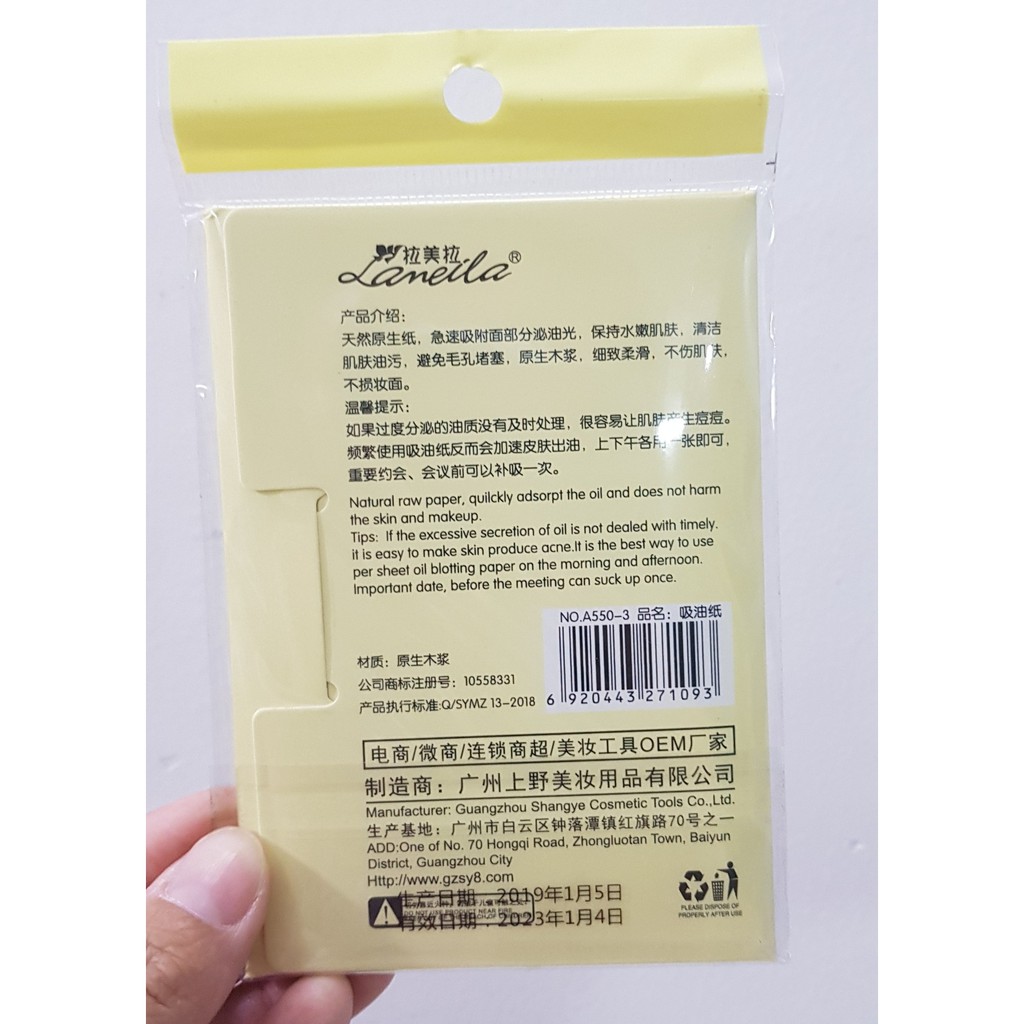 拉美拉
Laneila®
产品介绍：
天然原生纸，急速吸附面部分泌油光，保持水嫩肌肤，清洁
肌肤油污，避免毛孔堵塞，原生木浆，细致柔滑，不伤肌肤，
不损妆面。
温馨提示：
如果过度分泌的油质没有及时处理，很容易让肌肤产生痘痘。
频繁使用吸油纸反而会加速皮肤出油，上下午各用一张即可，
重要约会、会议前可以补吸一次。
Natural raw paper, quilckly adsorpt the oil and does not harm
the skin and makeup.
Tips: If the excessive secretion of oil is not dealed with timely.
it is easy to make skin produce acne.It is the best way to use
per sheet oil blotting paper on the morning and afternoon.
Important date, before the meeting can suck up once.
NO.A550-3 品名：吸油纸
6 920443 271093
材质：原生木浆
公司商标注册号：10558331
产品执行标准:Q/SYMZ 13-2018
电商/微商/连锁商超/美妆工具OEM厂家
制造商：广州上野美妆用品有限公司
Manufacturer: Guangzhou Shangye Cosmetic Tools Co.,Ltd.
生产基地：广州市白云区钟落潭镇红旗路70号之一
ADD:One of No. 70 Hongqi Road, Zhongluotan Town, Baiyun
District, Guangzhou City
Http://www.gzsy8.com
生产日期：2019年1月5日
有效日期：2023年1月4日
DO NOT USE PRODUCT NEAR FIRE
PLEASE DISPOSE OF
PROPERLY AFTER USE